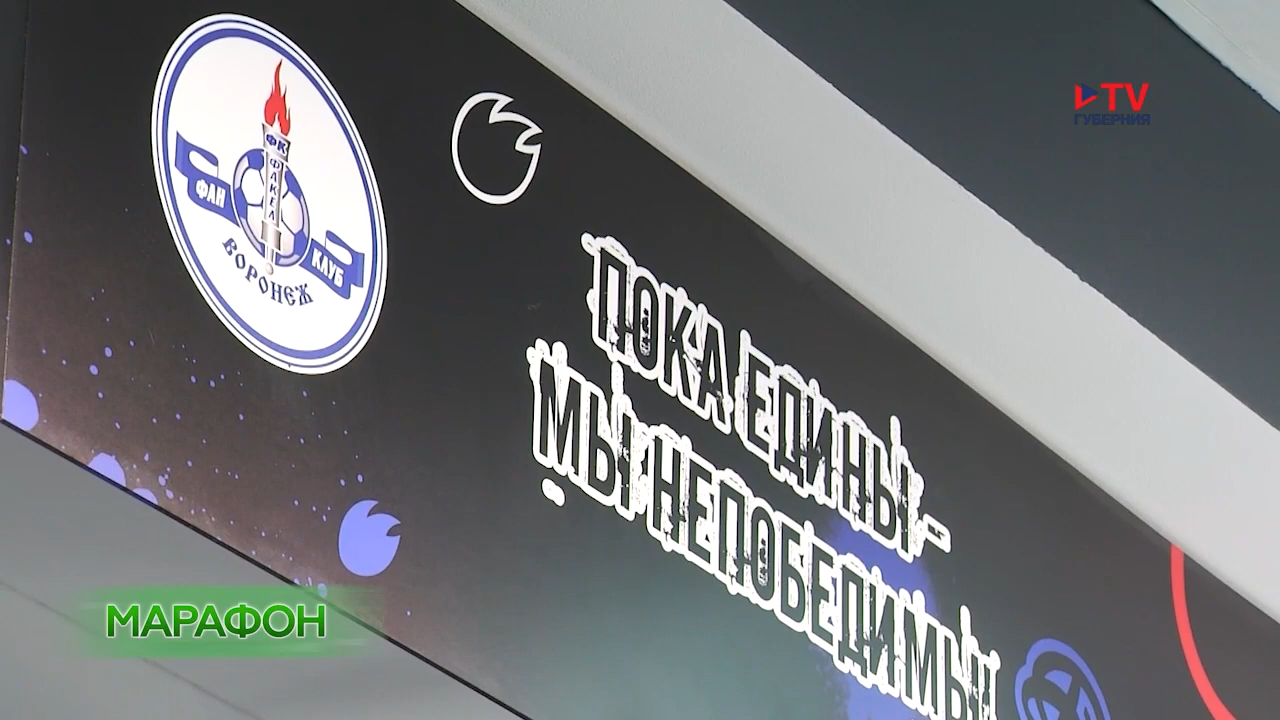 ФК
ФАКЕЛ
ФАН
КЛУБ
ВОРОНЕЖ
TV
ГУБЕРНИЯ
ПОКА ЕДИНЫ -
МЫ НЕПОБЕДИМЫ!
МАРАФОН